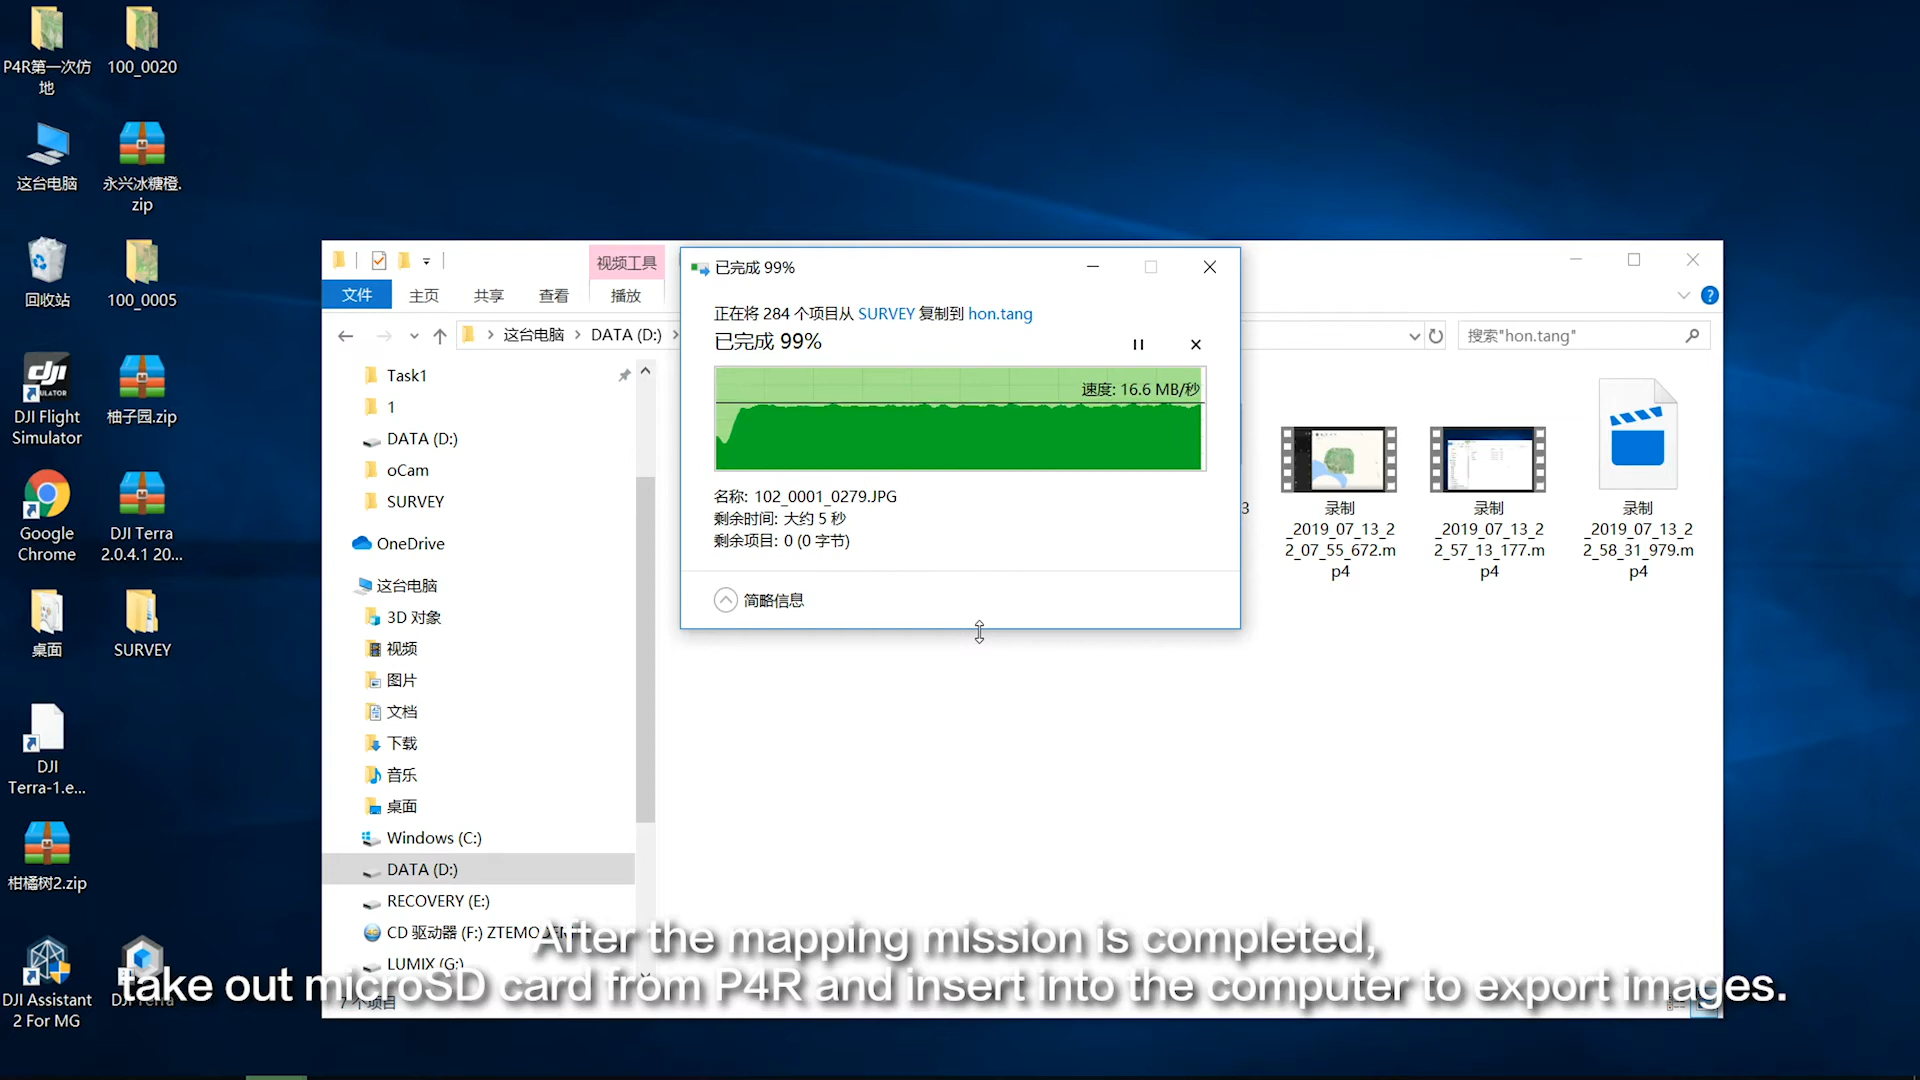 P4R第一次仿
地
100_0020
这台电脑
永兴冰糖橙.
zip
回收站
100_0005
DJI Flight
Simulator
柚子园.zip
Google
Chrome
DJI Terra
2.0.4.1 20...
桌面
SURVEY
DJI
Terra-1.e...
柑橘树2.zip
DJI Assistant
2 For MG
DJI Terra
视频工具
文件
主页
共享
查看
播放
这台电脑
DATA (D:)
搜索"hon.tang"
Task1
1
DATA (D:)
oCam
SURVEY
OneDrive
这台电脑
3D 对象
视频
图片
文档
下载
音乐
桌面
Windows (C:)
DATA (D:)
RECOVERY (E:)
CD 驱动器 (F:) ZTEMODEM
LUMIX (G:)
7 个项目
已完成 99%
正在将 284 个项目从 SURVEY 复制到 hon.tang
已完成 99%
速度: 16.6 MB/秒
名称: 102_0001_0279.JPG
剩余时间: 大约 5 秒
剩余项目: 0 (0 字节)
简略信息
3
录制
_2019_07_13_2
2_07_55_672.m
p4
录制
_2019_07_13_2
2_57_13_177.m
p4
录制
_2019_07_13_2
2_58_31_979.m
p4
After the mapping mission is completed,
take out microSD card from P4R and insert into the computer to export images.